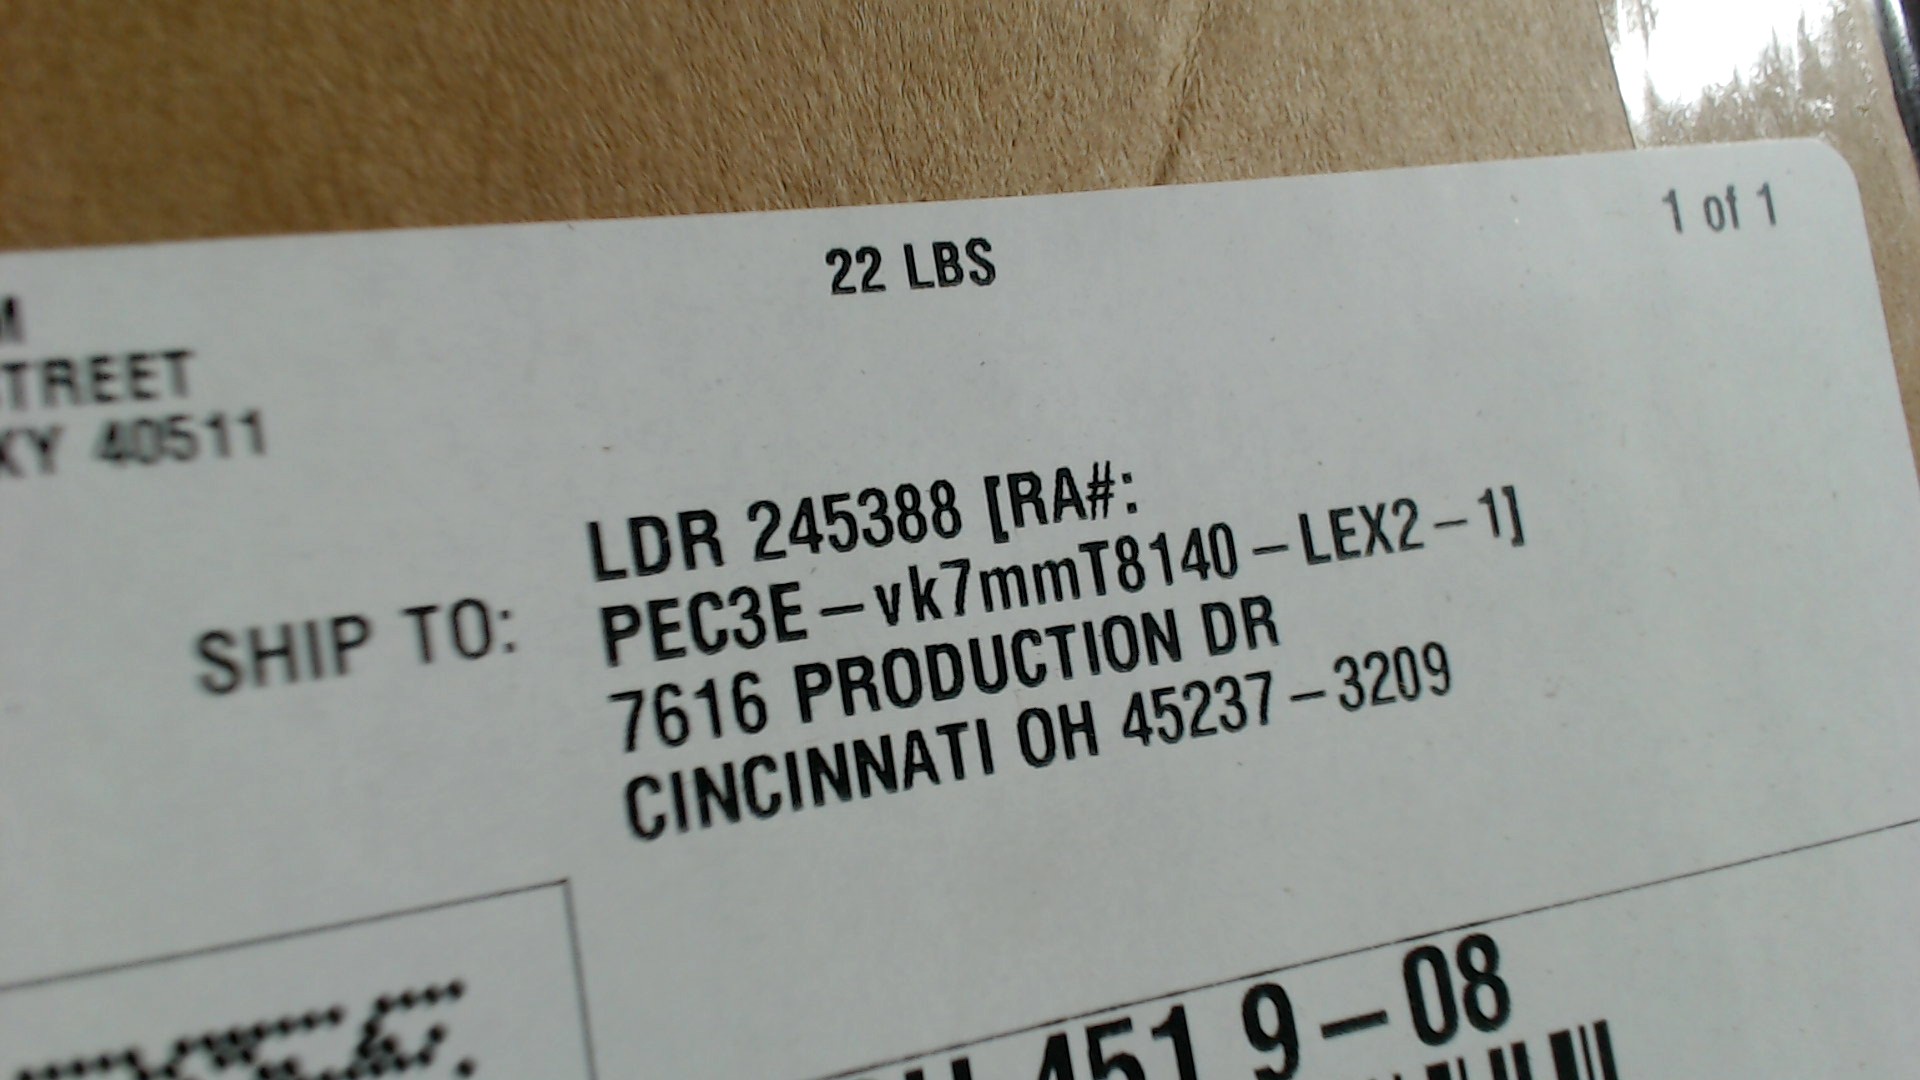 1 of 1
22 LBS
TREET
KY 40511
LDR 245388 [RA#:
SHIP TO: PEC3E-vk7mmT8140-LEX2-1]
7616 PRODUCTION DR
CINCINNATI OH 45237-3209
451 9-08